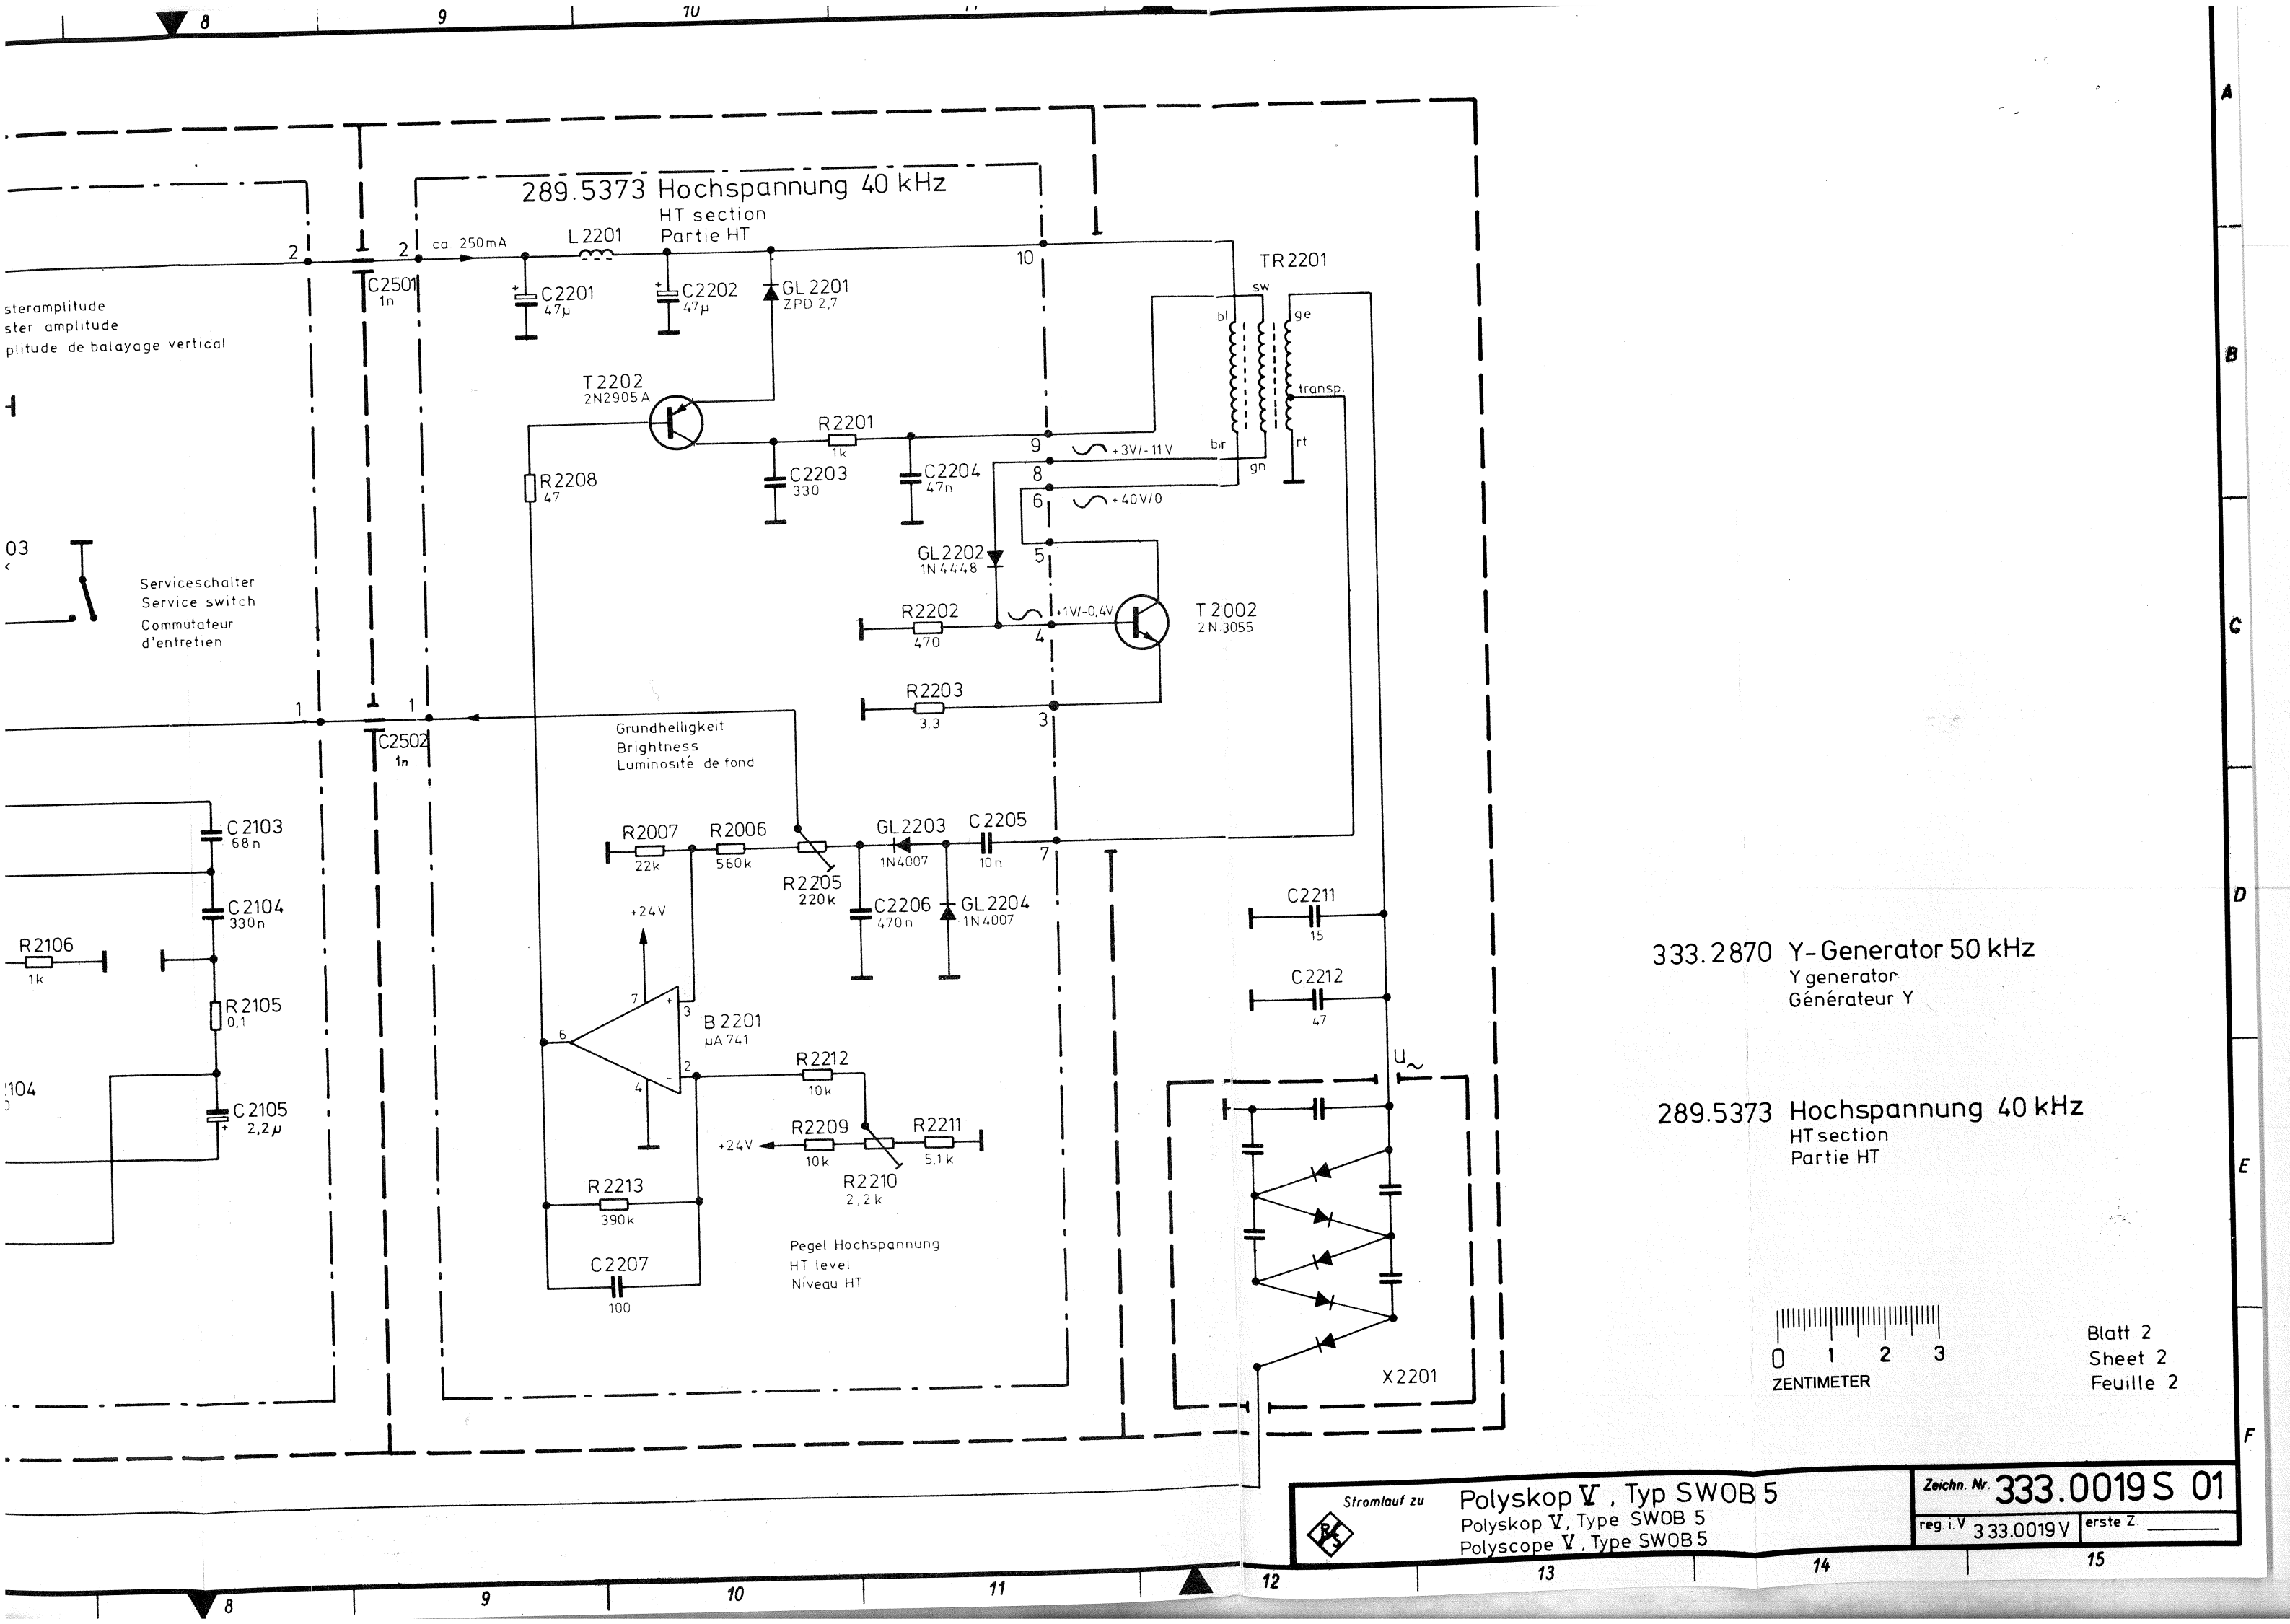 8
9
10
11
A
289.5373 Hochspannung 40 kHz
HT section
Partie HT
2
2
ca 250mA
L 2201
10
TR2201
C2501
1n
C2201
47µ
C2202
47µ
GL 2201
ZPD 2,7
sw
bl
ge
steramplitude
ster amplitude
plitude de balayage vertical
B
T2202
2N2905A
transp.
R2201
1k
9
+3V/-11V
br
rt
8
gn
R2208
47
C2203
330
C2204
47n
6
+40V/0
03
GL2202
1N4448
5
Serviceschalter
Service switch
Commutateur
d'entretien
R2202
470
+1V/-0,4V
4
T2002
2N3055
C
R2203
3,3
3
1
1
C2502
1n
Grundhelligkeit
Brightness
Luminosité de fond
C2103
68n
R2007
22k
R2006
560k
GL2203
1N4007
C2205
10n
7
R2205
220k
C2104
330n
+24V
C2206
470n
GL2204
1N4007
C2211
15
D
R2106
1k
333.2870 Y-Generator 50 kHz
Y generator
Générateur Y
C2212
47
R2105
0,1
7
+
3
B2201
µA741
6
2
-
4
R2212
10k
U~
2104
C2105
2,2µ
+
+24V
R2209
10k
R2211
5,1k
R2210
2,2k
289.5373 Hochspannung 40 kHz
HT section
Partie HT
E
R2213
390k
Pegel Hochspannung
HT level
Niveau HT
C2207
100
X2201
0 1 2 3
ZENTIMETER
Blatt 2
Sheet 2
Feuille 2
F
Stromlauf zu
R&S
Polyskop V, Typ SWOB 5
Polyskop V, Type SWOB 5
Polyscope V, Type SWOB 5
Zeichn. Nr. 333.0019 S 01
reg. i. V 333.0019 V
erste Z.
8
9
10
11
12
13
14
15